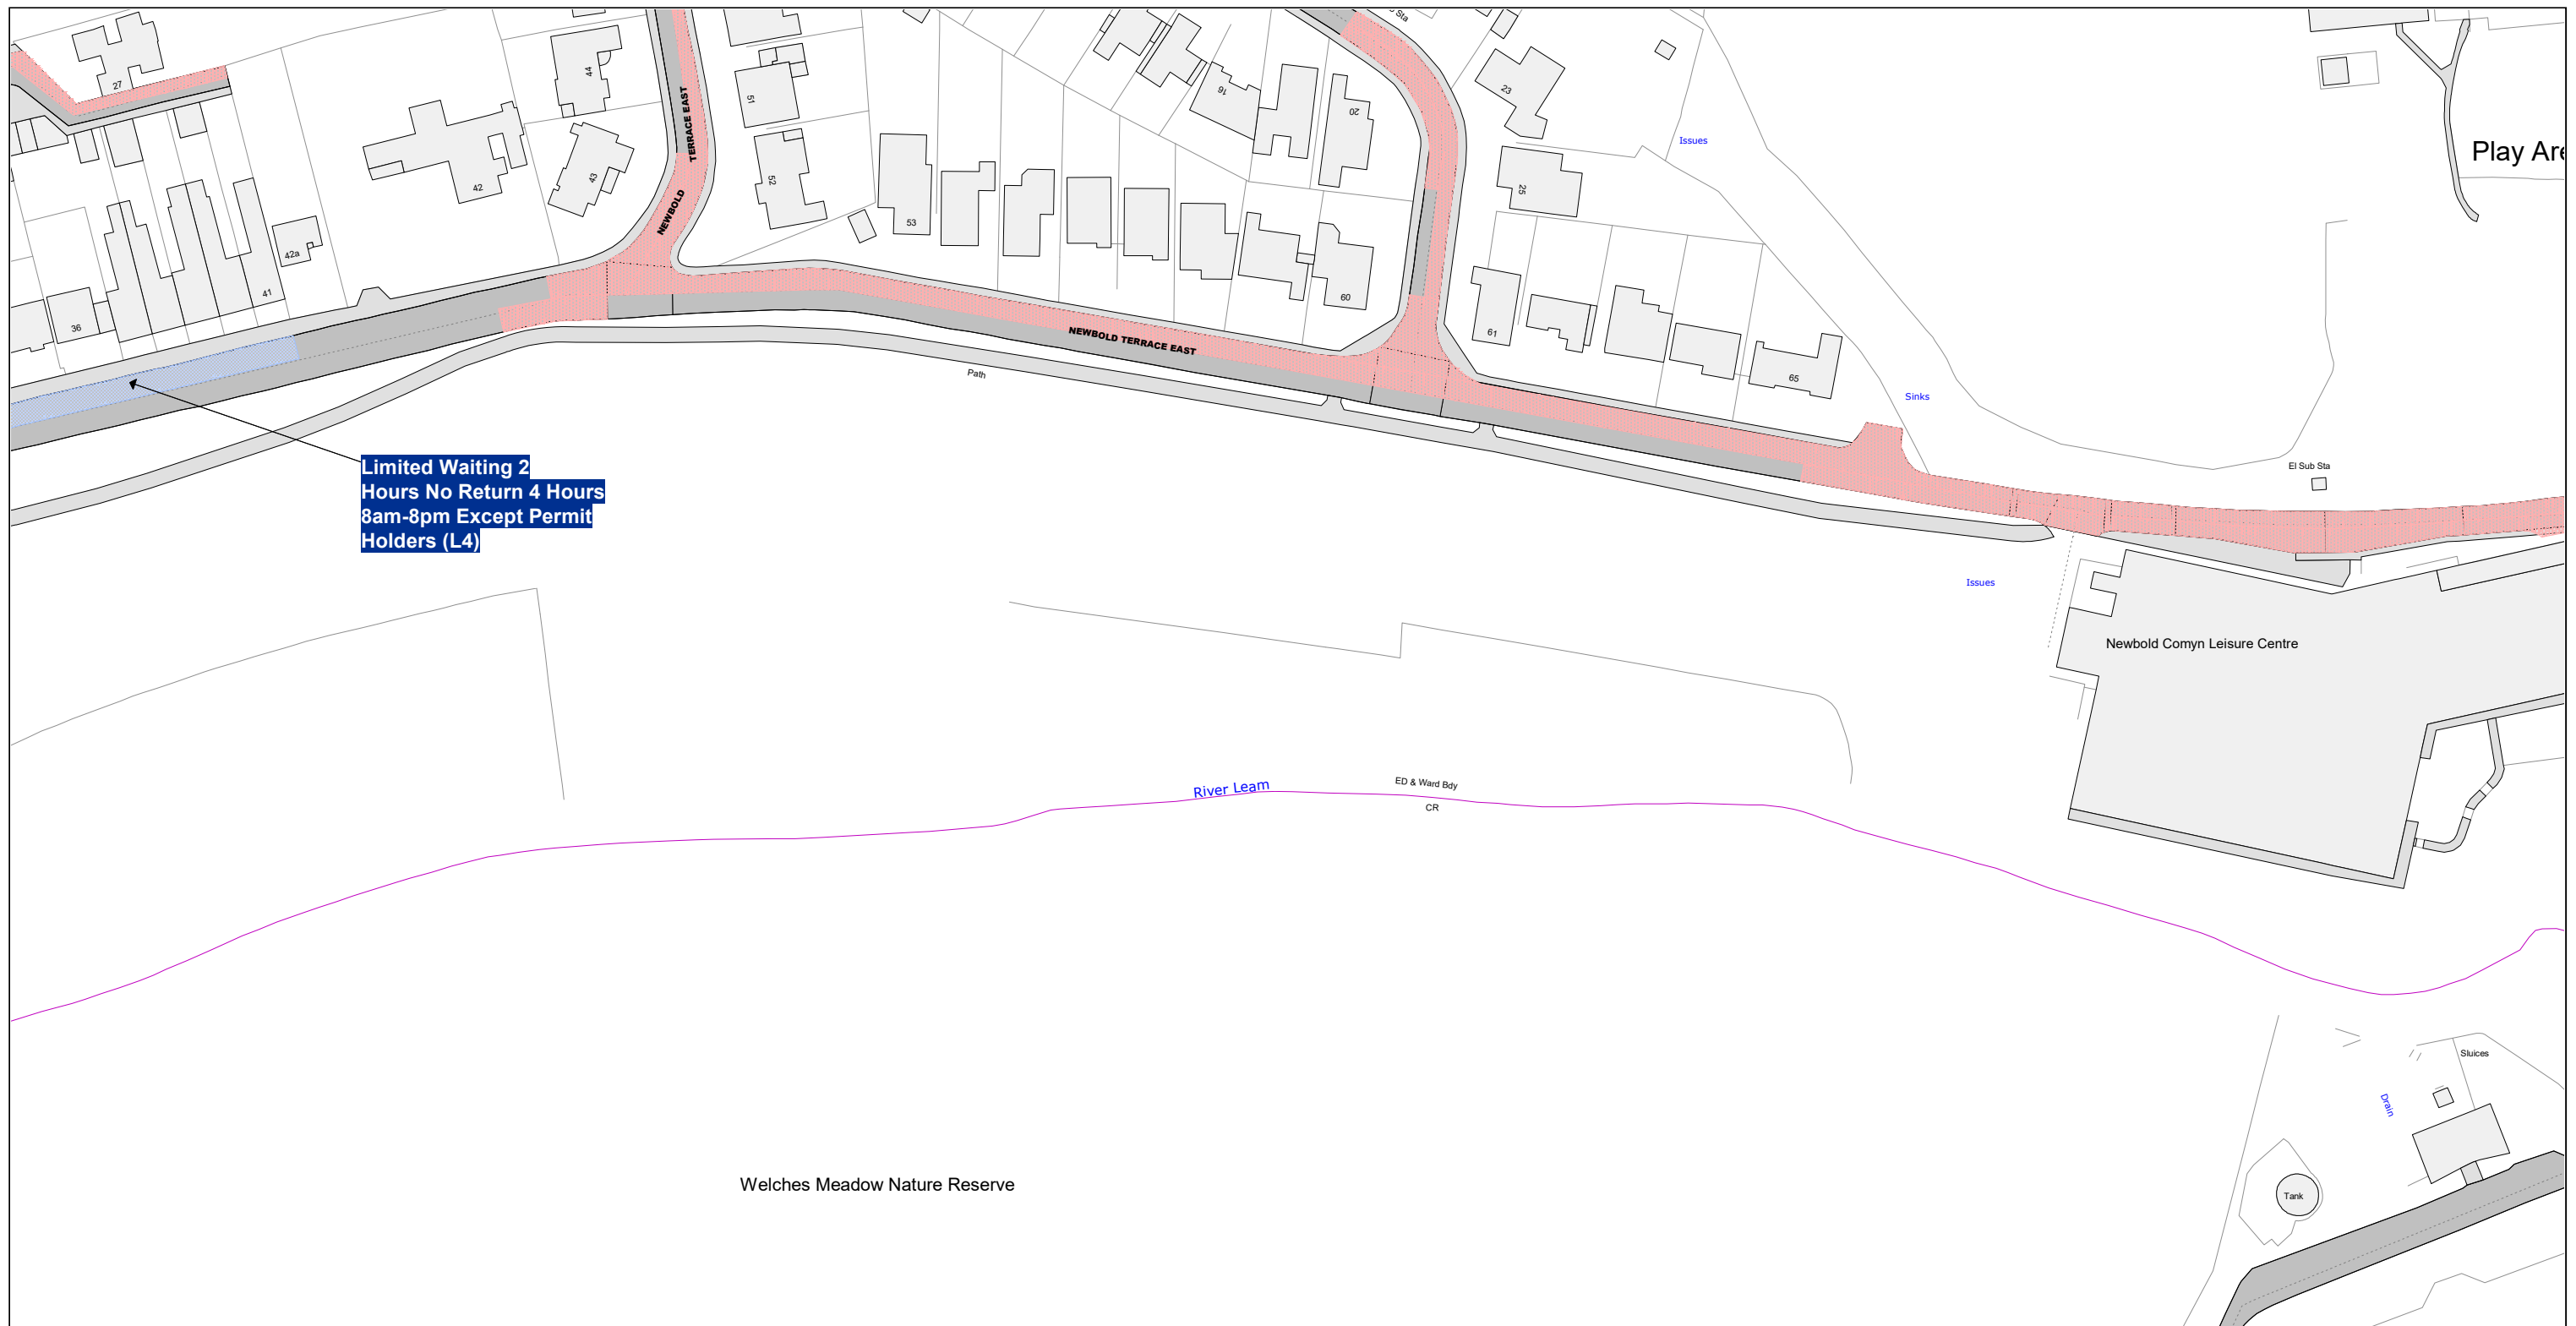 Sta
27
44
TERRACE EAST
51
16
20
23
Issues
Play Are
42
43
NEWBOLD
52
53
25
42a
41
36
60
61
65
NEWBOLD TERRACE EAST
Path
Sinks
Limited Waiting 2
Hours No Return 4 Hours
8am-8pm Except Permit
Holders (L4)
El Sub Sta
Issues
Newbold Comyn Leisure Centre
River Leam
ED & Ward Bdy
CR
Sluices
Drain
Welches Meadow Nature Reserve
Tank